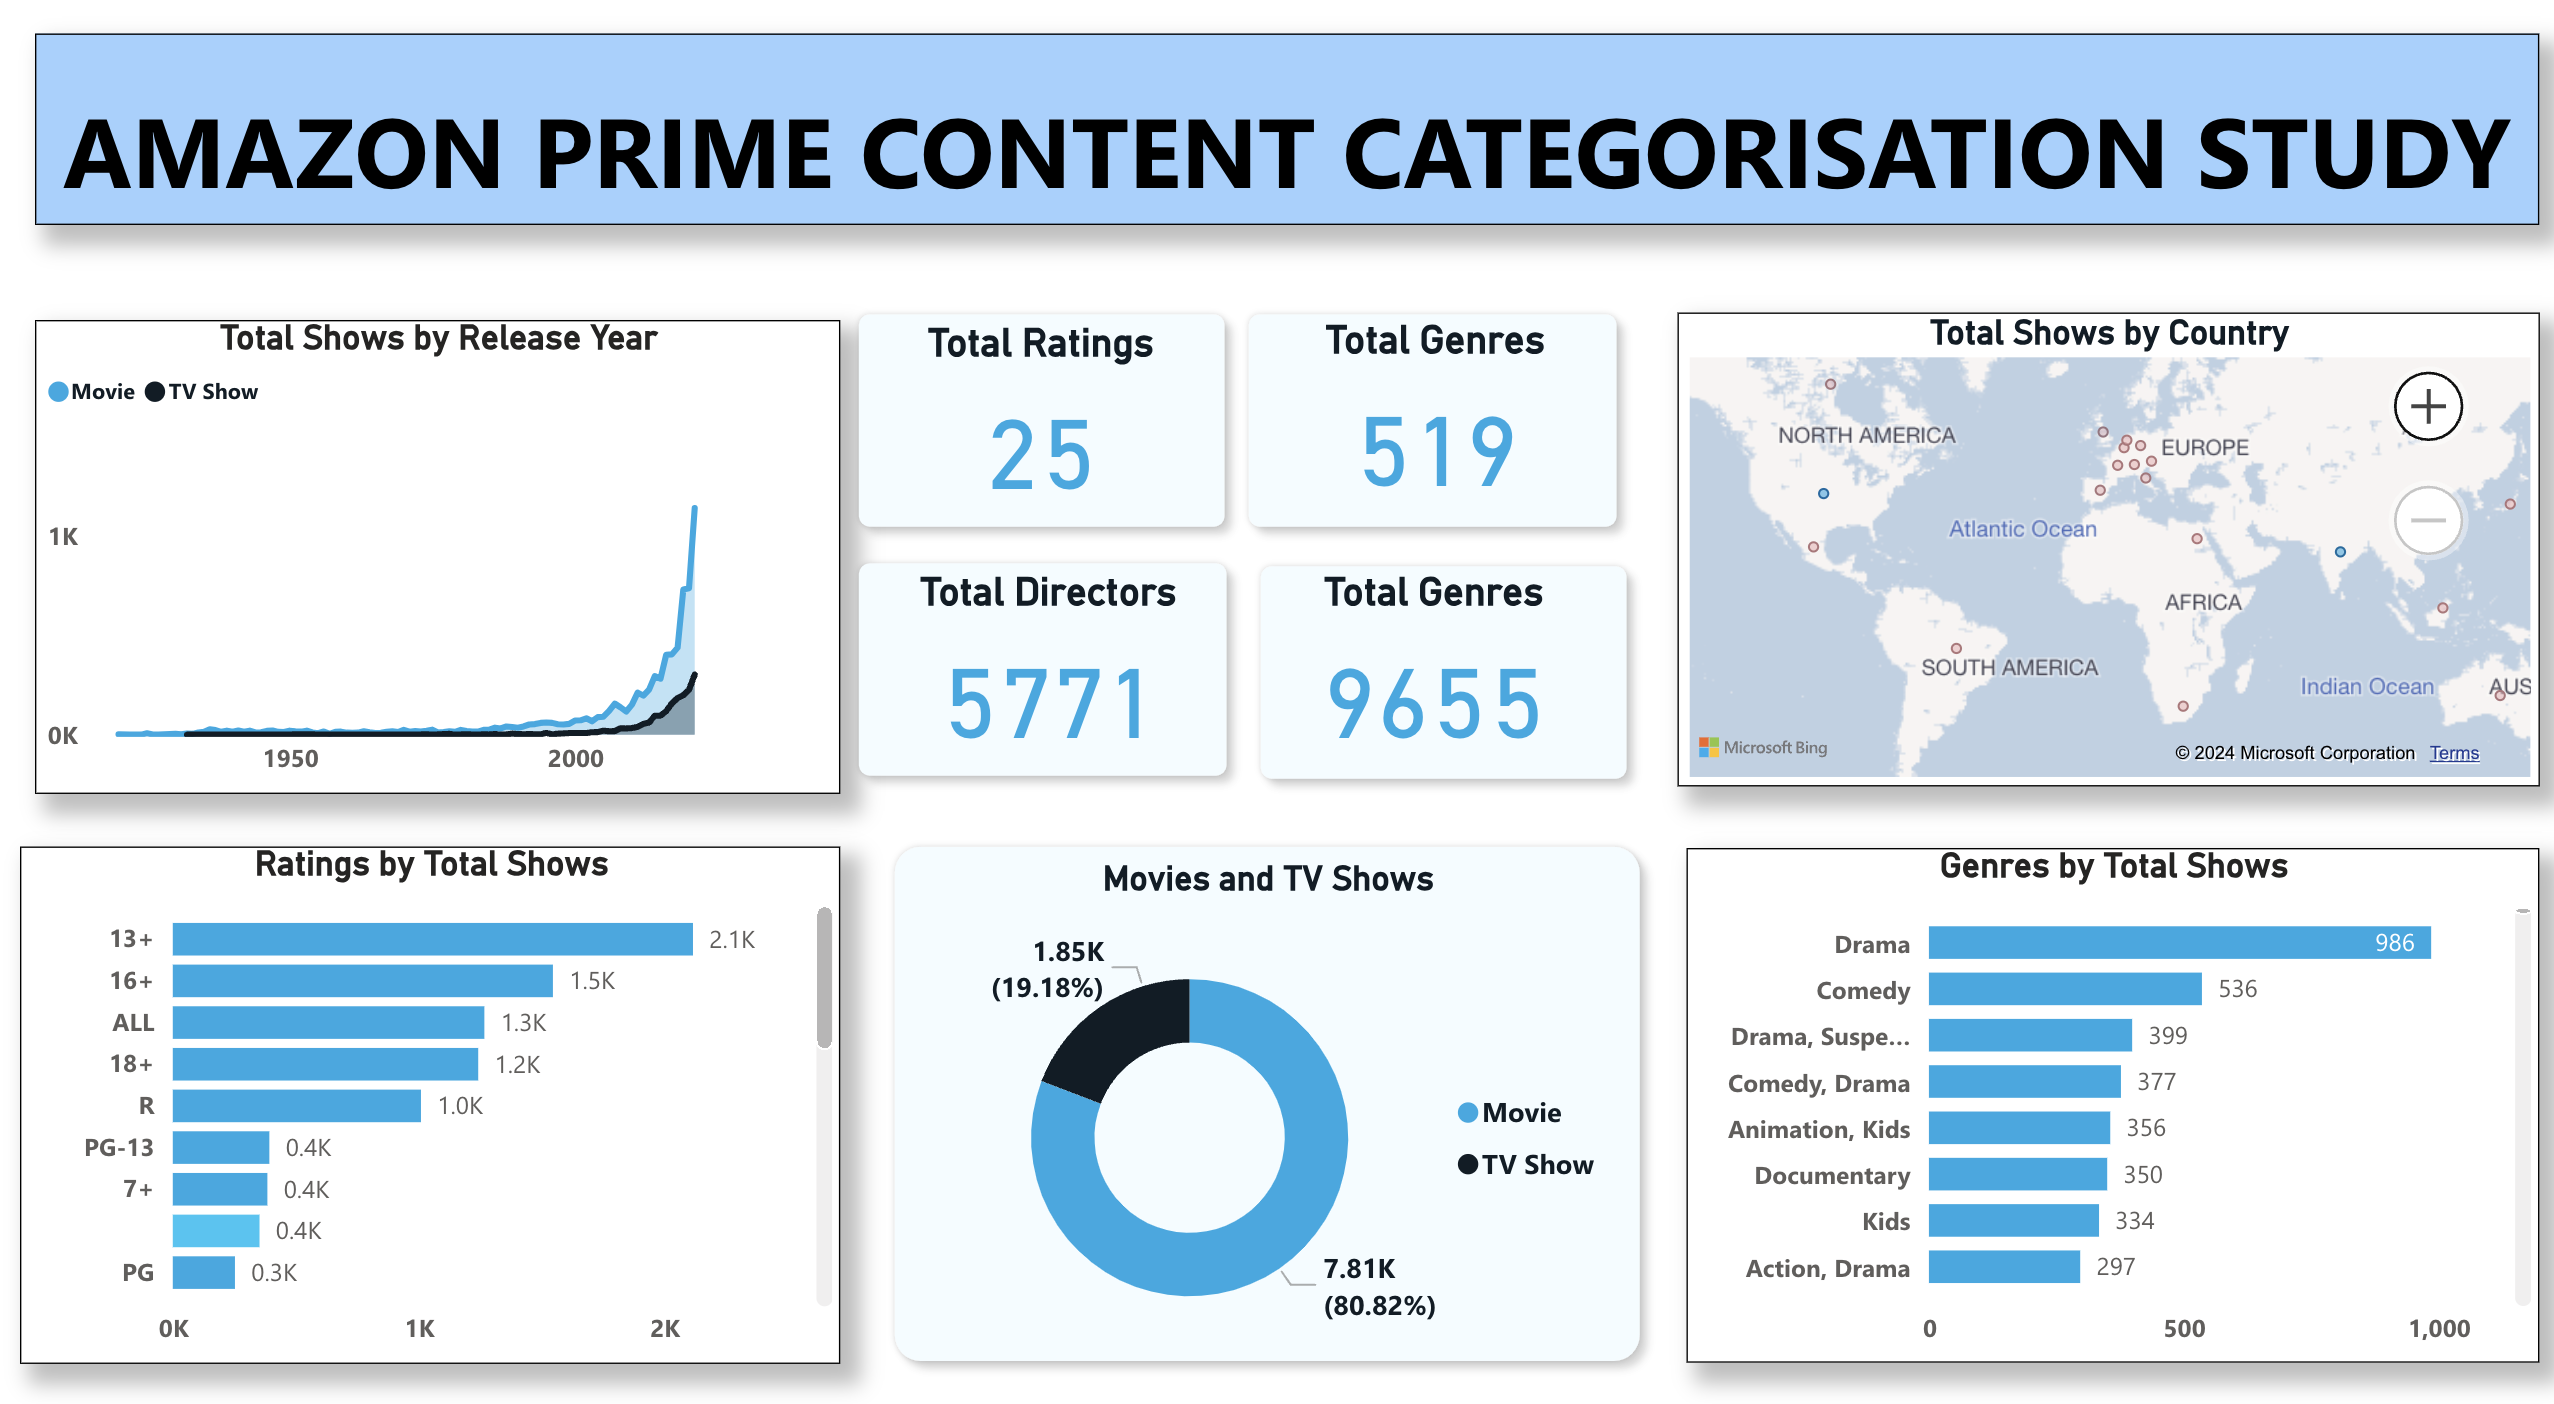 AMAZON PRIME CONTENT CATEGORISATION STUDY
Total Shows by Release Year
Movie TV Show
1K
0K
1950 2000
Total Ratings
25
Total Genres
519
Total Directors
5771
Total Genres
9655
Total Shows by Country
NORTH AMERICA
EUROPE
Atlantic Ocean
AFRICA
SOUTH AMERICA
Indian Ocean
AUS
Microsoft Bing
© 2024 Microsoft Corporation Terms
Ratings by Total Shows
13+ 2.1K
16+ 1.5K
ALL 1.3K
18+ 1.2K
R 1.0K
PG-13 0.4K
7+ 0.4K
0.4K
PG 0.3K
0K 1K 2K
Movies and TV Shows
1.85K
(19.18%)
Movie
TV Show
7.81K
(80.82%)
Genres by Total Shows
Drama 986
Comedy 536
Drama, Suspe... 399
Comedy, Drama 377
Animation, Kids 356
Documentary 350
Kids 334
Action, Drama 297
0 500 1,000